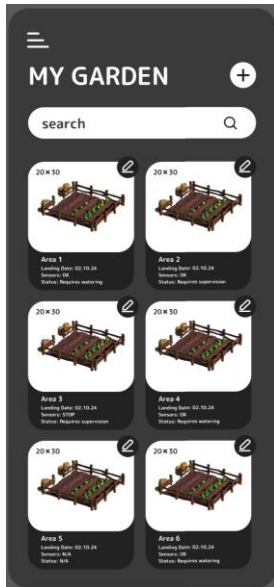 MY GARDEN
search
20×30
Area 1
Landing Date: 02.10.24
Sensors: OK
Status: Requires watering
20×30
Area 2
Landing Date: 02.10.24
Sensors: OK
Status: Requires supervision
20×30
Area 3
Landing Date: 02.10.24
Sensors: STOP
Status: Requires supervision
20×30
Area 4
Landing Date: 02.10.24
Sensors: OK
Status: Requires watering
20×30
Area 5
Landing Date: 02.10.24
Sensors: N/A
Status: N/A
20×30
Area 6
Landing Date: 02.10.24
Sensors: OK
Status: Requires watering